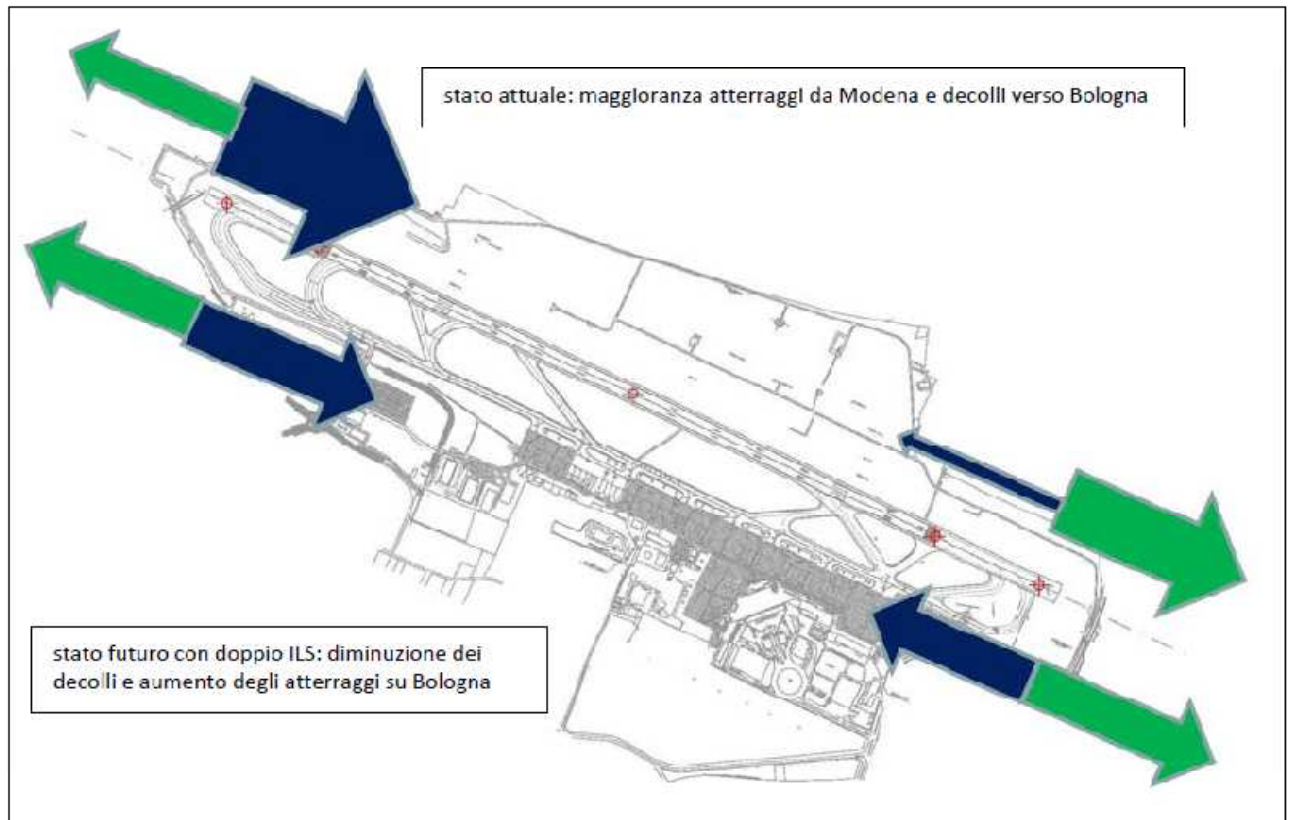 stato attuale: maggioranza atterraggi da Modena e decolli verso Bologna
stato futuro con doppio ILS: diminuzione dei
decolli e aumento degli atterraggi su Bologna